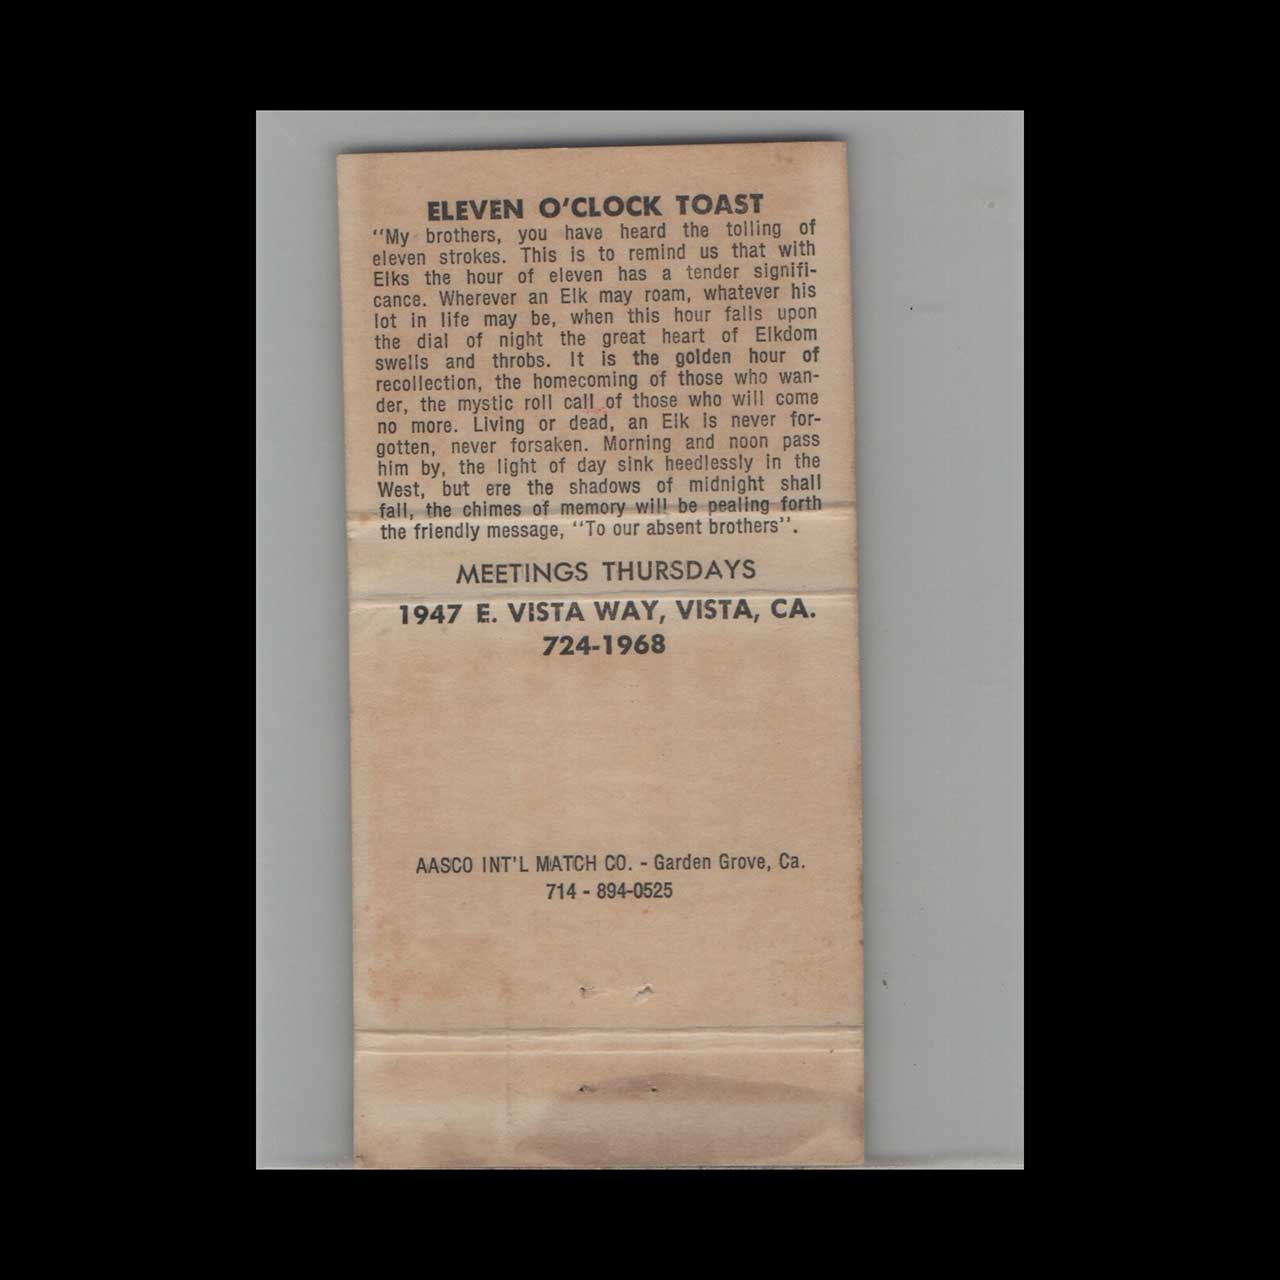 ELEVEN O'CLOCK TOAST
"My brothers, you have heard the tolling of
eleven strokes. This is to remind us that with
Elks the hour of eleven has a tender signifi-
cance. Wherever an Elk may roam, whatever his
lot in life may be, when this hour falls upon
the dial of night the great heart of Elkdom
swells and throbs. It is the golden hour of
recollection, the homecoming of those who wan-
der, the mystic roll call of those who will come
no more. Living or dead, an Elk is never for-
gotten, never forsaken. Morning and noon pass
him by, the light of day sink heedlessly in the
West, but ere the shadows of midnight shall
fall, the chimes of memory will be pealing forth
the friendly message, "To our absent brothers".
MEETINGS THURSDAYS
1947 E. VISTA WAY, VISTA, CA.
724-1968
AASCO INT'L MATCH CO. - Garden Grove, Ca.
714 - 894-0525